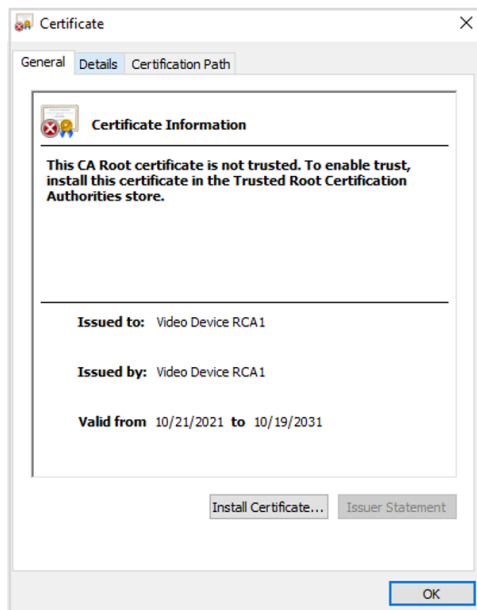 Certificate
General Details Certification Path
Certificate Information
This CA Root certificate is not trusted. To enable trust,
install this certificate in the Trusted Root Certification
Authorities store.
Issued to: Video Device RCA1
Issued by: Video Device RCA1
Valid from 10/21/2021 to 10/19/2031
Install Certificate... Issuer Statement
OK